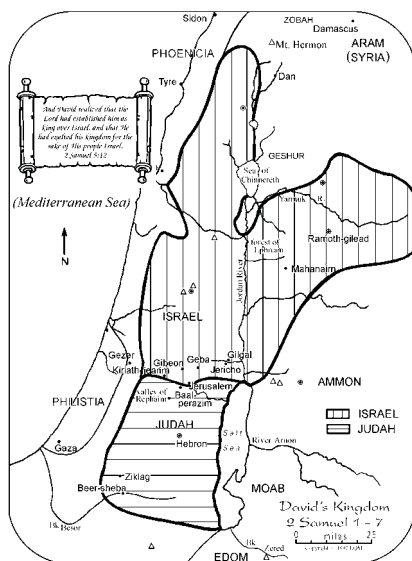 Sidon
ZOBAH
Damascus
PHOENICIA
Mt. Hermon
ARAM
(SYRIA)
Tyre
Dan
And David realized that the
Lord had established him as
king over Israel, and that He
had exalted his kingdom for the
sake of His people Israel.
2 Samuel 5:12
GESHUR
Sea of
Chinnereth
(Mediterranean Sea)
Yarmuk R.
N
forest of
Ephraim
Ramoth-gilead
Mahanaim
Jordan River
ISRAEL
Gezer
Gibeon
Geba
Gilgal
Kiriath-jearim
Jericho
Jerusalem
AMMON
valley of
Rephaim
Baal-
perazim
PHILISTIA
JUDAH
ISRAEL
JUDAH
Hebron
Salt
Sea
River Arnon
Gaza
Ziklag
Beer-sheba
MOAB
David's Kingdom
2 Samuel 1 - 7
Bk Besor
Bk Zered
0 25
miles
EDOM